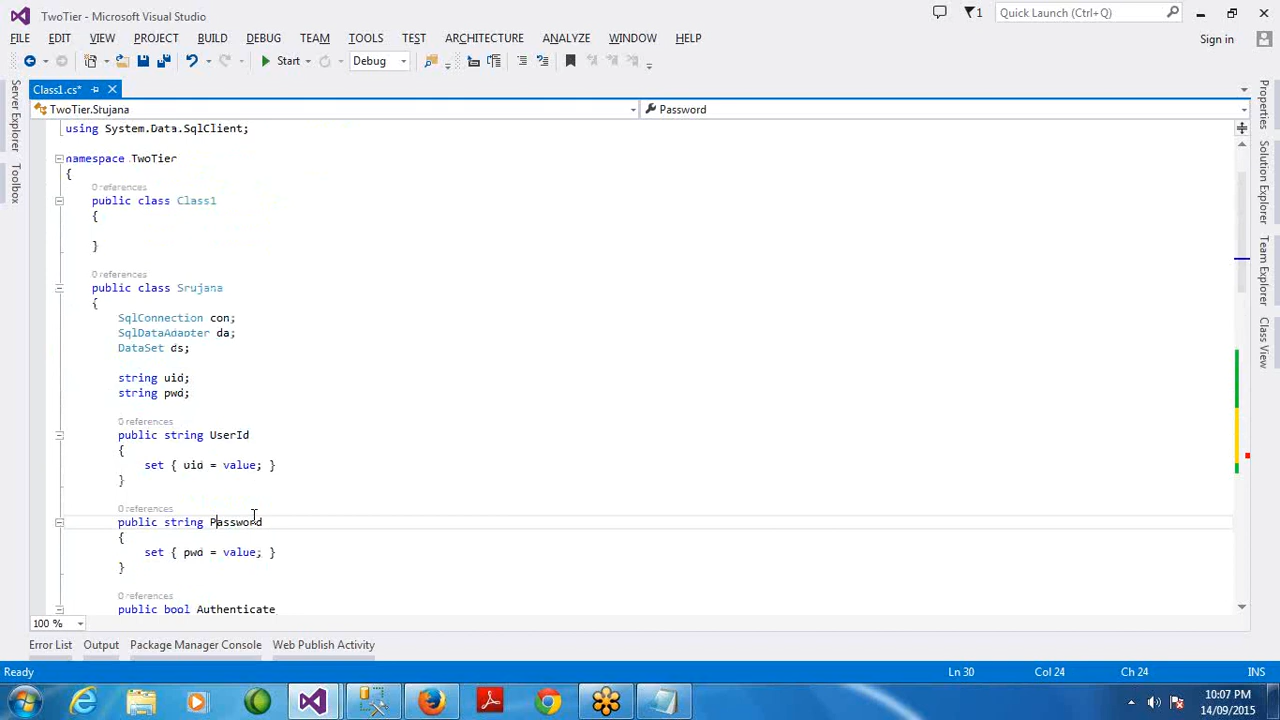 TwoTier - Microsoft Visual Studio
1
Quick Launch (Ctrl+Q)
FILE EDIT VIEW PROJECT BUILD DEBUG TEAM TOOLS TEST ARCHITECTURE ANALYZE WINDOW HELP
Sign in
Start
Debug
Class1.cs*
TwoTier.Srujana
Password
Server Explorer
Toolbox
Properties
Solution Explorer
Team Explorer
Class View
using System.Data.SqlClient;
namespace TwoTier
{
0 references
public class Class1
{
}
0 references
public class Srujana
{
SqlConnection con;
SqlDataAdapter da;
DataSet ds;
string uid;
string pwd;
0 references
public string UserId
{
set { uid = value; }
}
0 references
public string Password
{
set { pwd = value; }
}
0 references
public bool Authenticate
100 %
Error List Output Package Manager Console Web Publish Activity
Ready
Ln 30 Col 24 Ch 24 INS
10:07 PM
14/09/2015